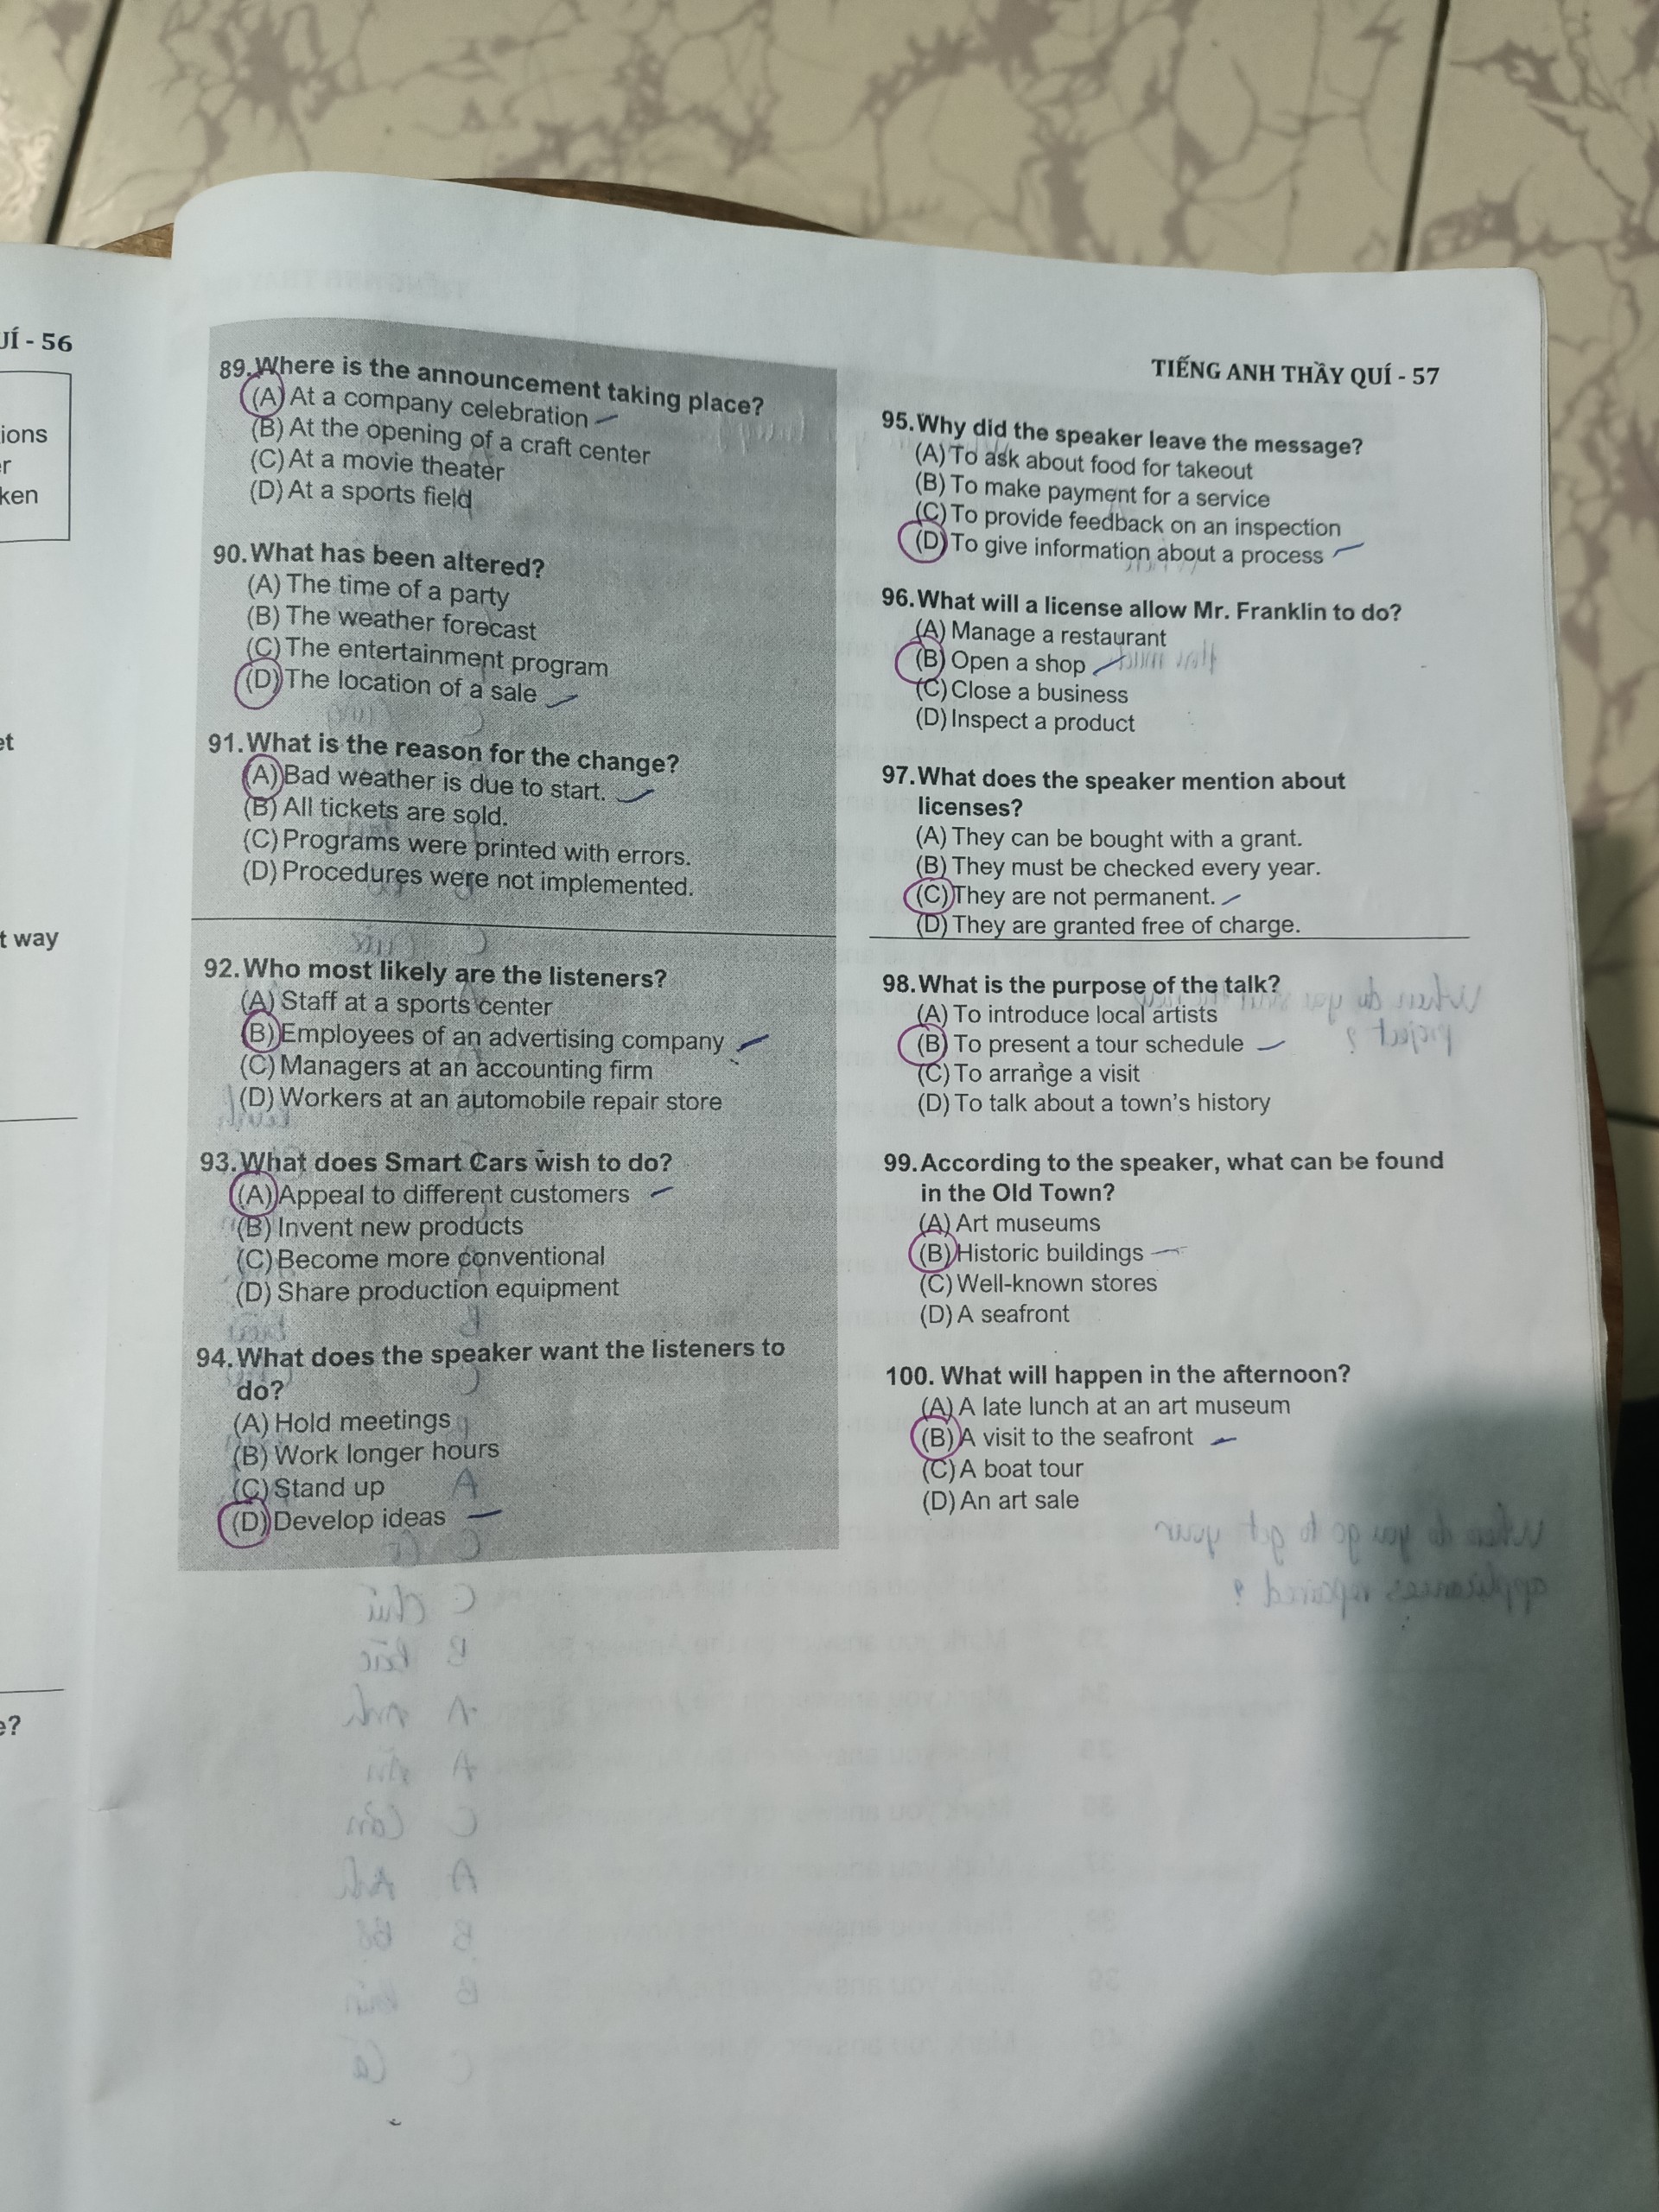 UÍ - 56
ions
r
ken
et
t way
e?
TIẾNG ANH THẦY QUÍ - 57
89. Where is the announcement taking place?
(A) At a company celebration
(B) At the opening of a craft center
(C) At a movie theater
(D) At a sports field
90. What has been altered?
(A) The time of a party
(B) The weather forecast
(C) The entertainment program
(D) The location of a sale
91. What is the reason for the change?
(A) Bad weather is due to start.
(B) All tickets are sold.
(C) Programs were printed with errors.
(D) Procedures were not implemented.
92. Who most likely are the listeners?
(A) Staff at a sports center
(B) Employees of an advertising company
(C) Managers at an accounting firm
(D) Workers at an automobile repair store
93. What does Smart Cars wish to do?
(A) Appeal to different customers
(B) Invent new products
(C) Become more conventional
(D) Share production equipment
94. What does the speaker want the listeners to
do?
(A) Hold meetings
(B) Work longer hours
(C) Stand up
(D) Develop ideas
95. Why did the speaker leave the message?
(A) To ask about food for takeout
(B) To make payment for a service
(C) To provide feedback on an inspection
(D) To give information about a process
96. What will a license allow Mr. Franklin to do?
(A) Manage a restaurant
(B) Open a shop
(C) Close a business
(D) Inspect a product
97. What does the speaker mention about
licenses?
(A) They can be bought with a grant.
(B) They must be checked every year.
(C) They are not permanent.
(D) They are granted free of charge.
98. What is the purpose of the talk?
(A) To introduce local artists
(B) To present a tour schedule
(C) To arrange a visit
(D) To talk about a town's history
99. According to the speaker, what can be found
in the Old Town?
(A) Art museums
(B) Historic buildings
(C) Well-known stores
(D) A seafront
100. What will happen in the afternoon?
(A) A late lunch at an art museum
(B) A visit to the seafront
(C) A boat tour
(D) An art sale